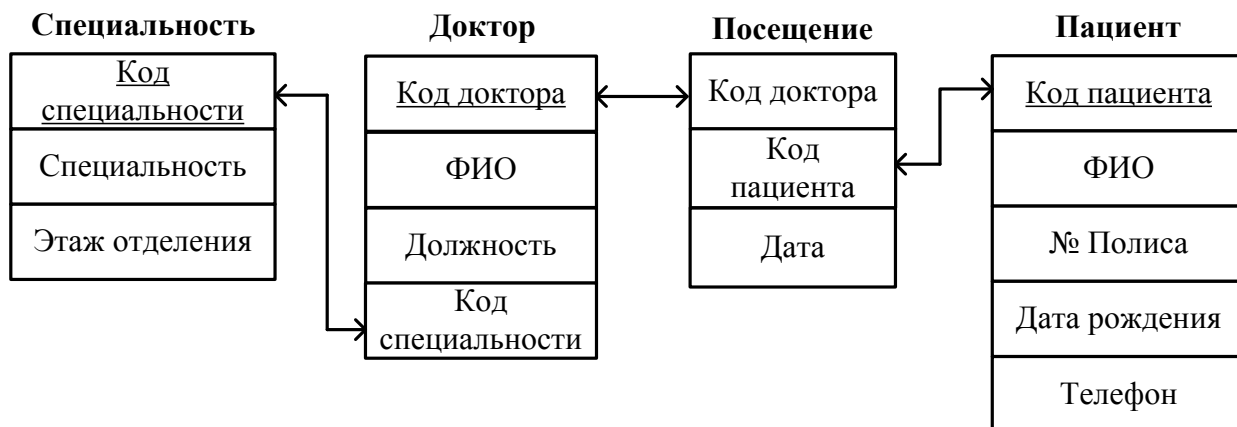 Специальность
Код
специальности
Специальность
Этаж отделения
Доктор
Код доктора
ФИО
Должность
Код
специальности
Посещение
Код доктора
Код
пациента
Дата
Пациент
Код пациента
ФИО
№ Полиса
Дата рождения
Телефон